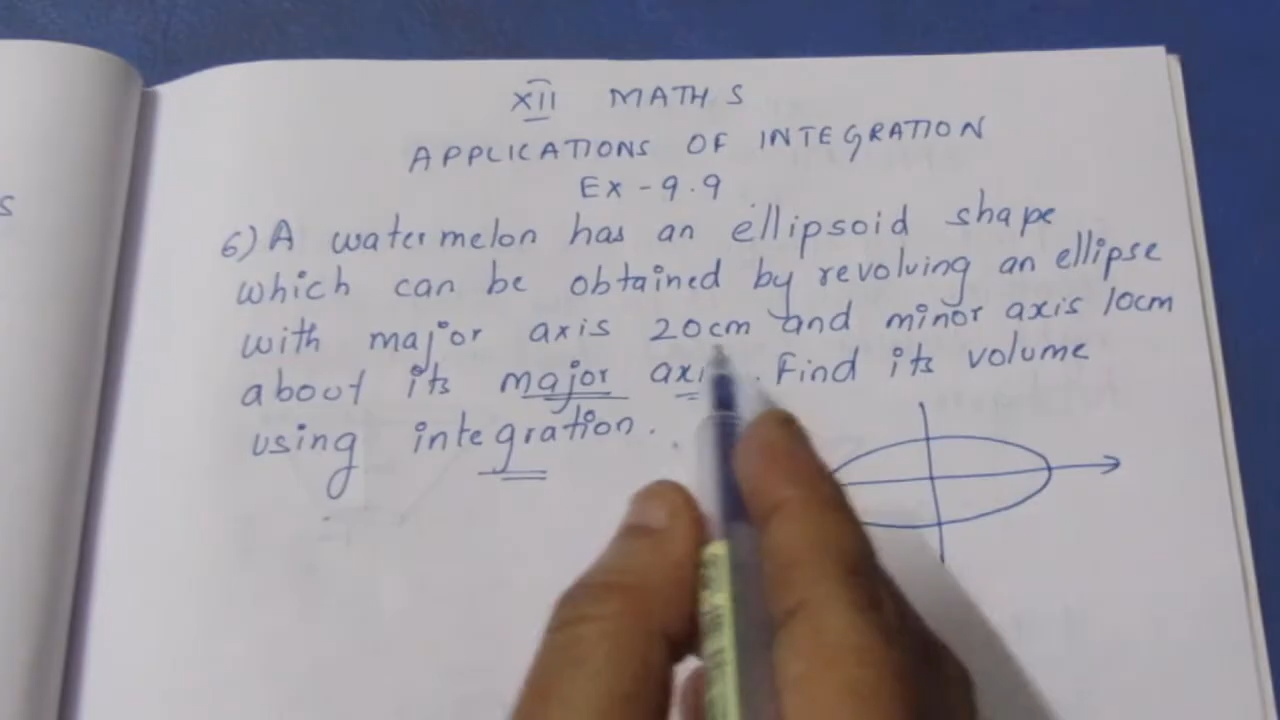 XII MATHS
APPLICATIONS OF INTEGRATION
EX - 9.9
6) A watermelon has an ellipsoid shape
which can be obtained by revolving an ellipse
with major axis 20cm and minor axis 10cm
about its major . Find its volume
using integration.
S